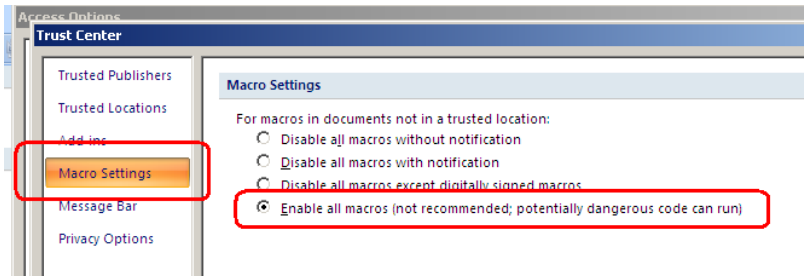 Access Options
Trust Center
Trusted Publishers
Trusted Locations
Add-ins
Macro Settings
Message Bar
Privacy Options
Macro Settings
For macros in documents not in a trusted location:
Disable all macros without notification
Disable all macros with notification
Disable all macros except digitally signed macros
Enable all macros (not recommended; potentially dangerous code can run)